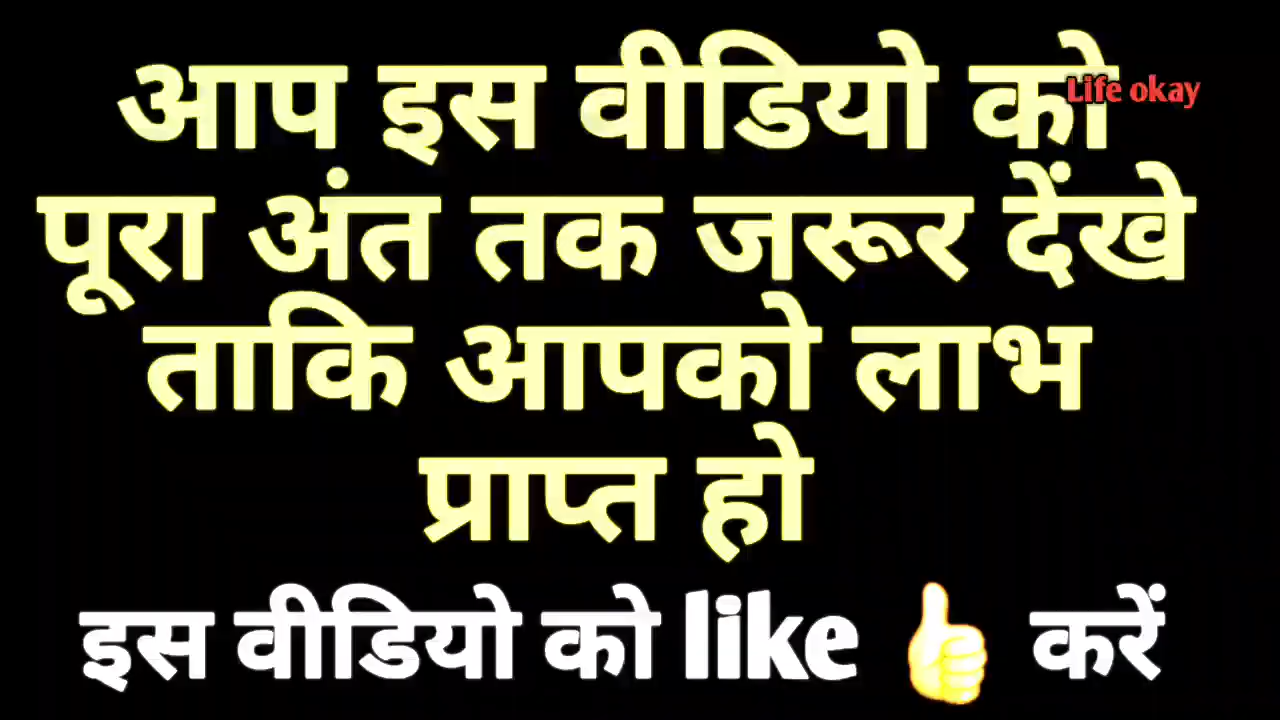 आप इस वीडियो को
Life okay
पूरा अंत तक जरूर देंखे
ताकि आपको लाभ
प्राप्त हो
इस वीडियो को like 👍 करें